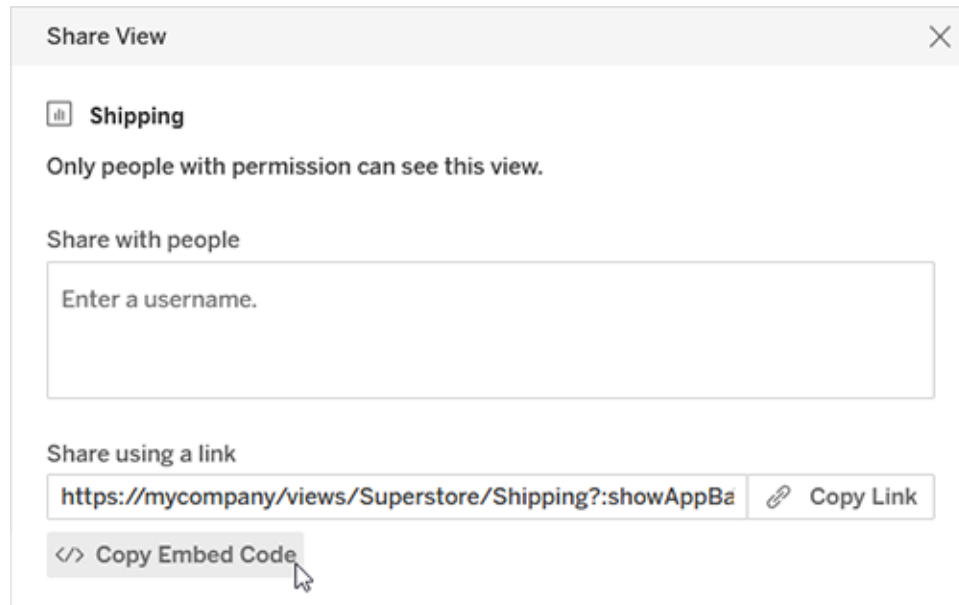 Share View
Shipping
Only people with permission can see this view.
Share with people
Enter a username.
Share using a link
https://mycompany/views/Superstore/Shipping?:showAppBa
Copy Link
</> Copy Embed Code